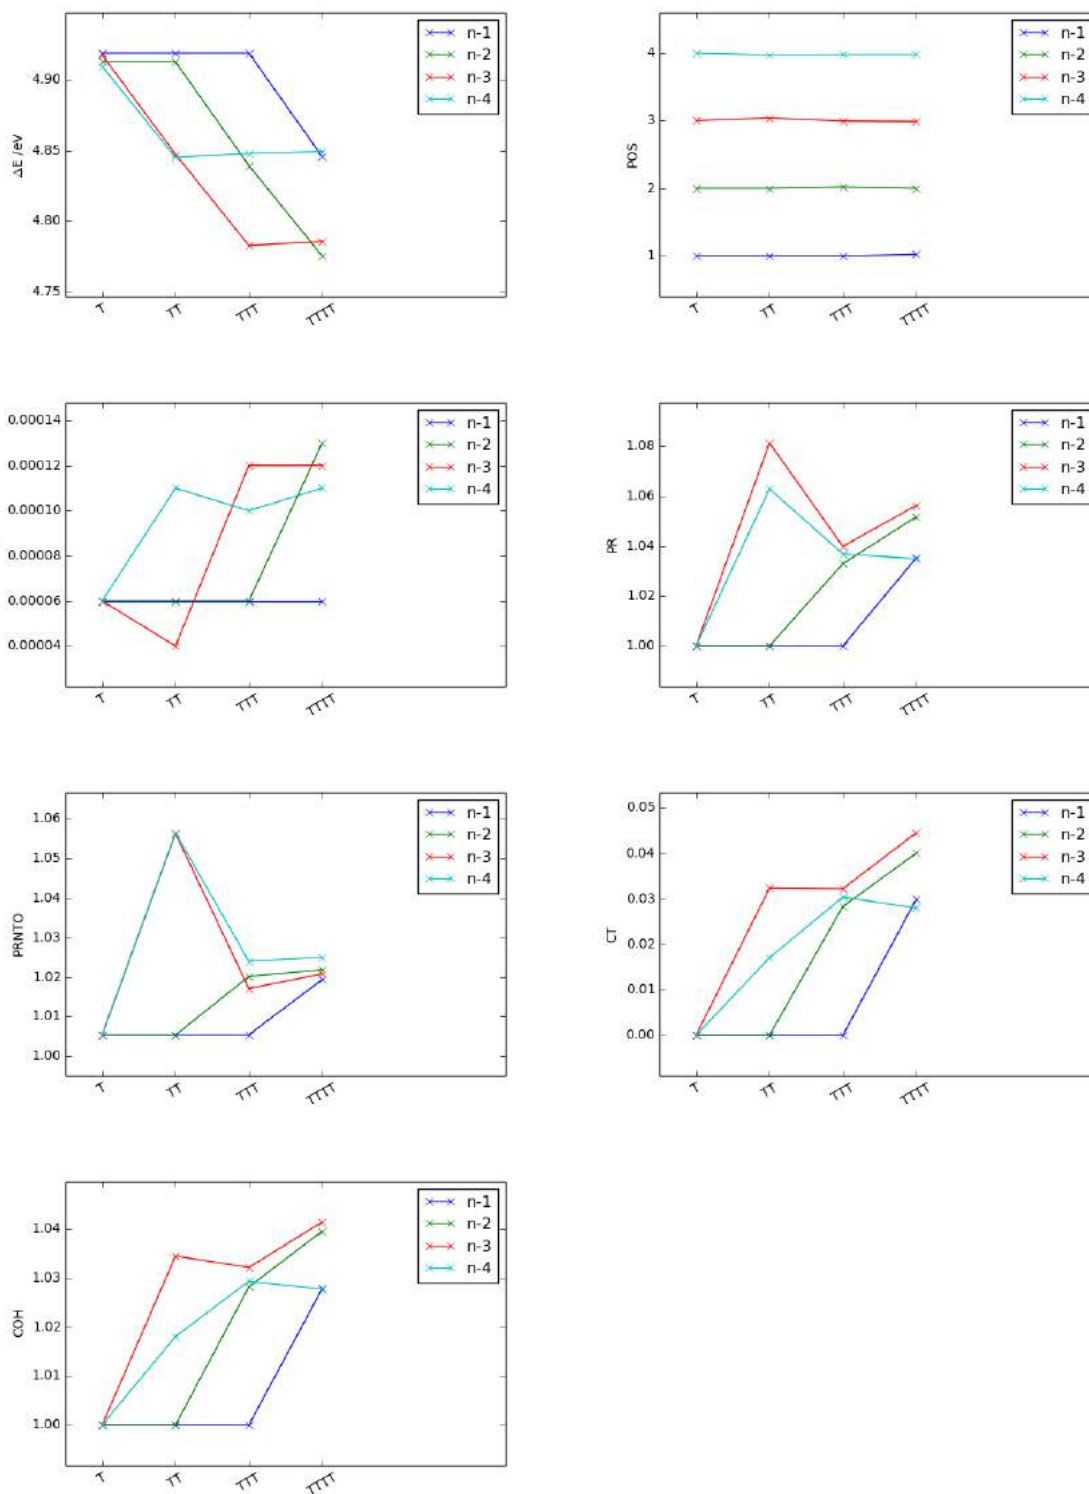 n-1
n-2
n-3
n-4
4.90
4.85
4.80
4.75
ΔE /eV
T
TT
TTT
TTTT
n-1
n-2
n-3
n-4
4
3
2
1
POS
T
TT
TTT
TTTT
n-1
n-2
n-3
n-4
0.00014
0.00012
0.00010
0.00008
0.00006
0.00004
T
TT
TTT
TTTT
n-1
n-2
n-3
n-4
1.08
1.06
1.04
1.02
1.00
PR
T
TT
TTT
TTTT
n-1
n-2
n-3
n-4
1.06
1.05
1.04
1.03
1.02
1.01
1.00
PRNTO
T
TT
TTT
TTTT
n-1
n-2
n-3
n-4
0.05
0.04
0.03
0.02
0.01
0.00
CT
T
TT
TTT
TTTT
n-1
n-2
n-3
n-4
1.04
1.03
1.02
1.01
1.00
COH
T
TT
TTT
TTTT